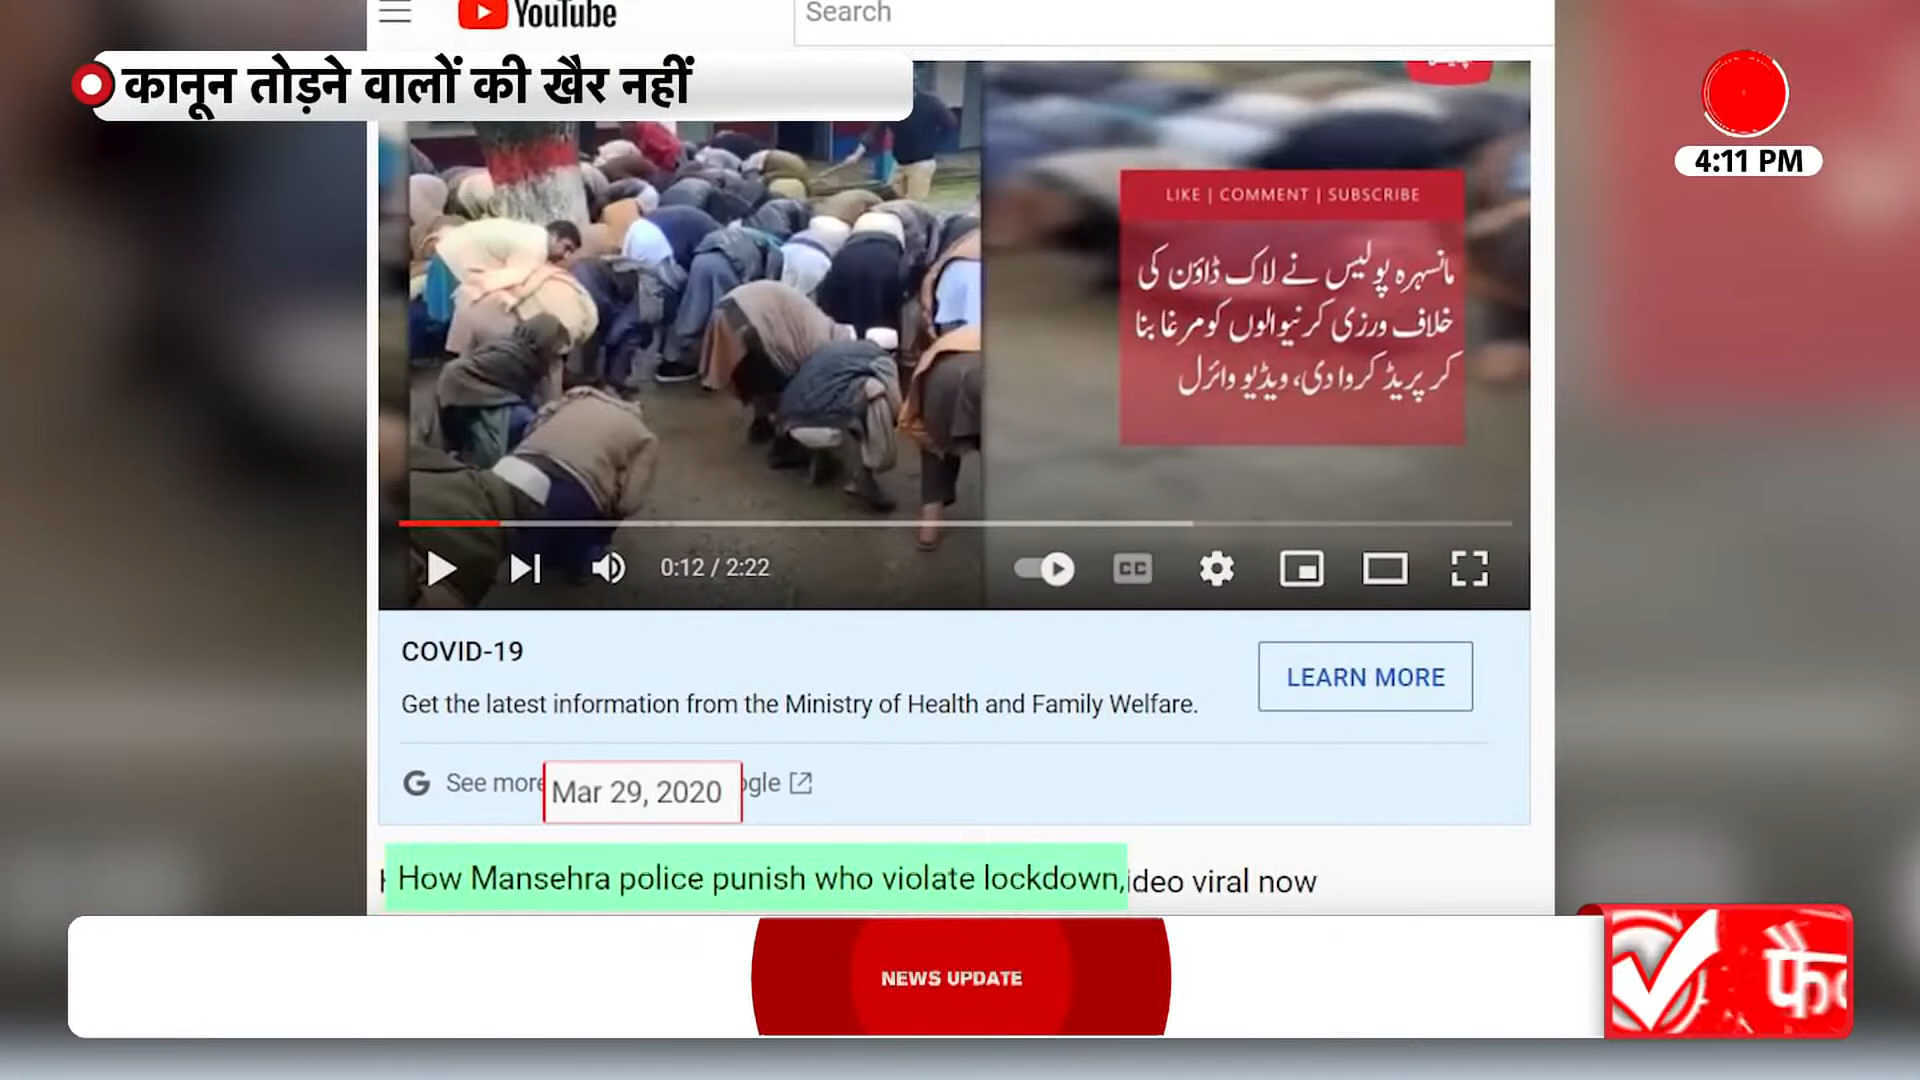 YouTube
Search
कानून तोड़ने वालों की खैर नहीं
4:11 PM
LIKE | COMMENT | SUBSCRIBE
مانسہرہ پولیس نے لاک ڈاؤن کی
خلاف ورزی کرنیوالوں کو مرغا بنا
کر پریڈ کروا دی، ویڈیو وائرل
0:12 / 2:22
CC
COVID-19
Get the latest information from the Ministry of Health and Family Welfare.
LEARN MORE
See more
Mar 29, 2020
How Mansehra police punish who violate lockdown,
ideo viral now
NEWS UPDATE